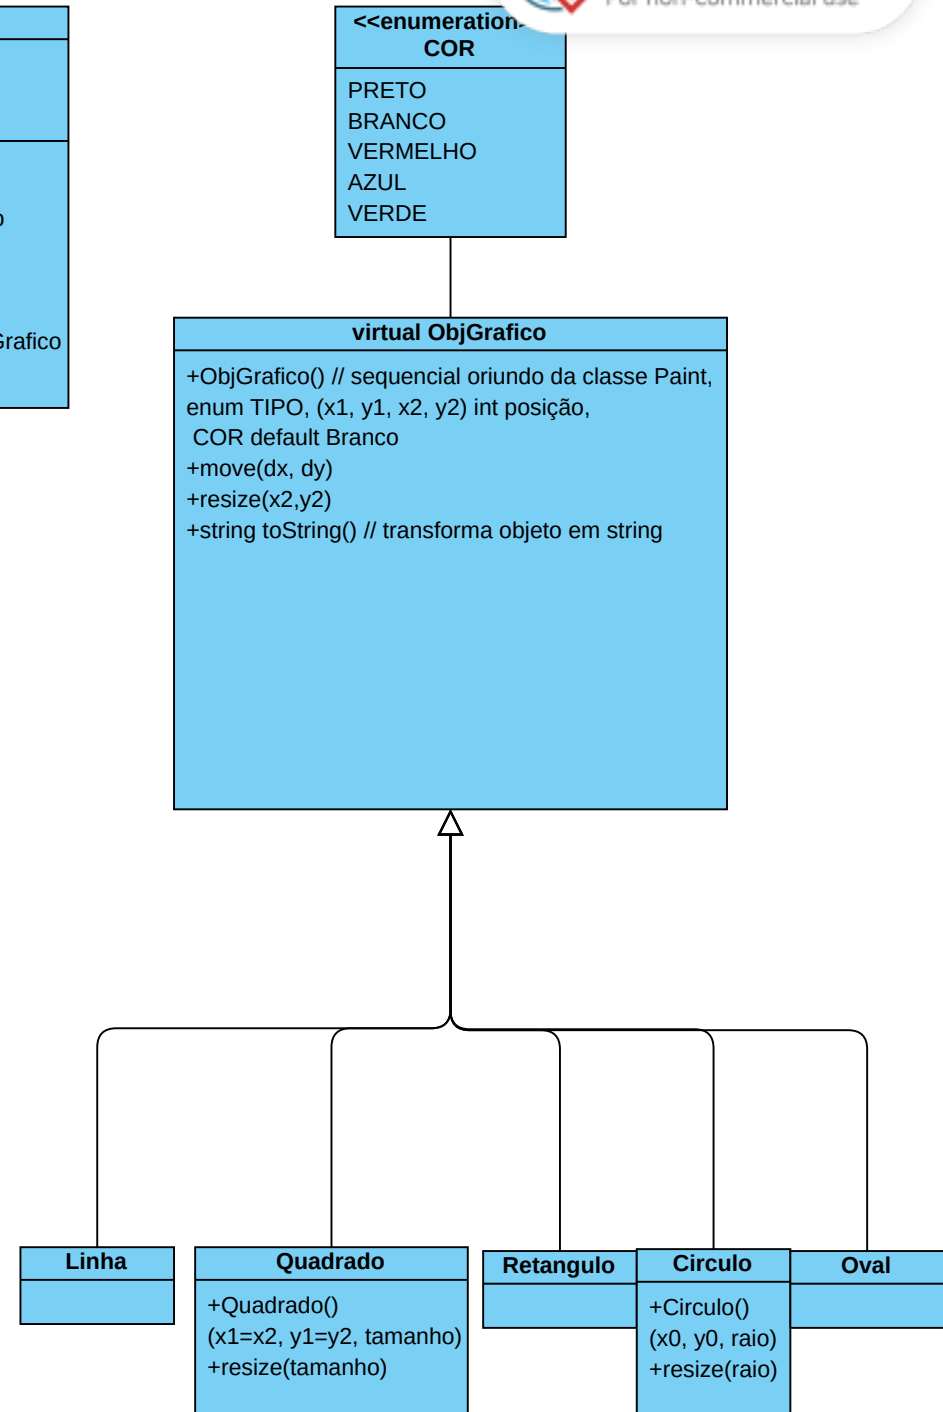 <<enumeration
COR
PRETO
BRANCO
VERMELHO
AZUL
VERDE
virtual ObjGrafico
+ObjGrafico() // sequencial oriundo da classe Paint,
enum TIPO, (x1, y1, x2, y2) int posição,
COR default Branco
+move(dx, dy)
+resize(x2,y2)
+string toString() // transforma objeto em string
Linha
Quadrado
+Quadrado()
(x1=x2, y1=y2, tamanho)
+resize(tamanho)
Retangulo
Circulo
+Circulo()
(x0, y0, raio)
+resize(raio)
Oval